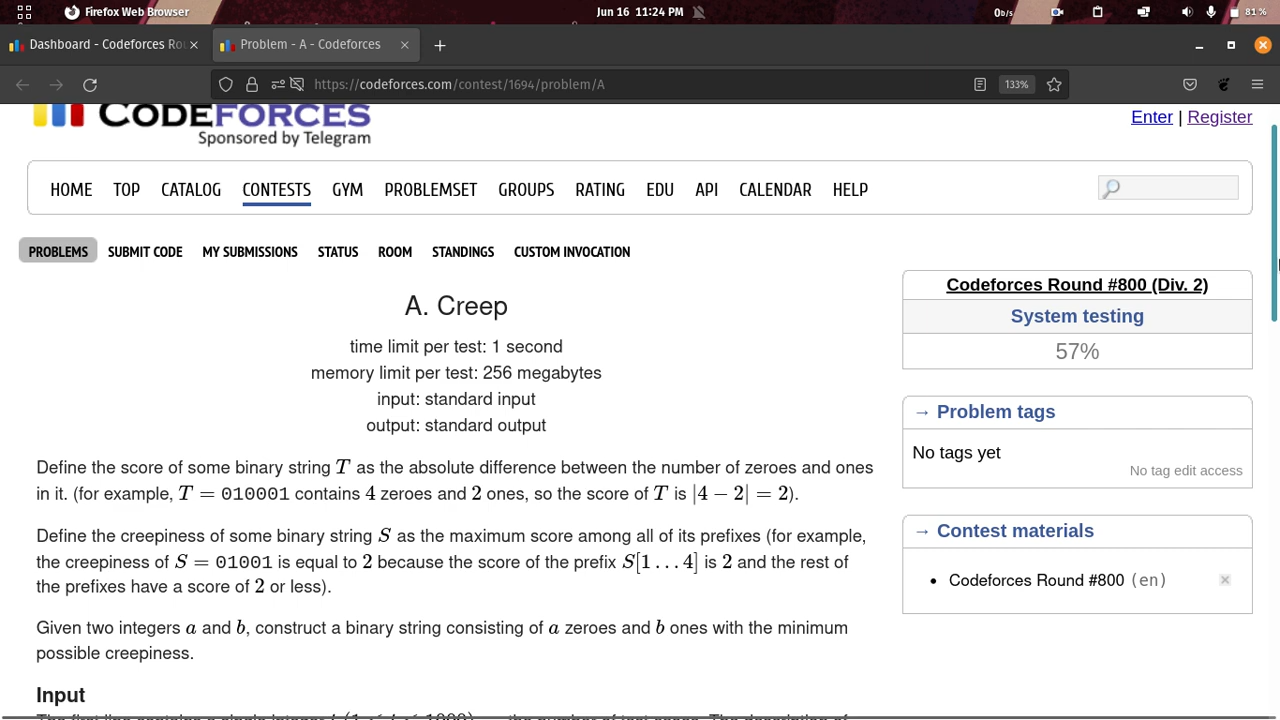 Firefox Web Browser
Jun 16 11:24 PM
0b/s
81 %
Dashboard - Codeforces Rou
Problem - A - Codeforces
https://codeforces.com/contest/1694/problem/A
133%
CODEFORCES
Sponsored by Telegram
Enter | Register
HOME TOP CATALOG CONTESTS GYM PROBLEMSET GROUPS RATING EDU API CALENDAR HELP
PROBLEMS SUBMIT CODE MY SUBMISSIONS STATUS ROOM STANDINGS CUSTOM INVOCATION
A. Creep
time limit per test: 1 second
memory limit per test: 256 megabytes
input: standard input
output: standard output
Define the score of some binary string T as the absolute difference between the number of zeroes and ones
in it. (for example, T = 010001 contains 4 zeroes and 2 ones, so the score of T is |4 − 2| = 2).
Define the creepiness of some binary string S as the maximum score among all of its prefixes (for example,
the creepiness of S = 01001 is equal to 2 because the score of the prefix S[1 . . . 4] is 2 and the rest of
the prefixes have a score of 2 or less).
Given two integers a and b, construct a binary string consisting of a zeroes and b ones with the minimum
possible creepiness.
Input
Codeforces Round #800 (Div. 2)
System testing
57%
→ Problem tags
No tags yet
No tag edit access
→ Contest materials
Codeforces Round #800 (en)